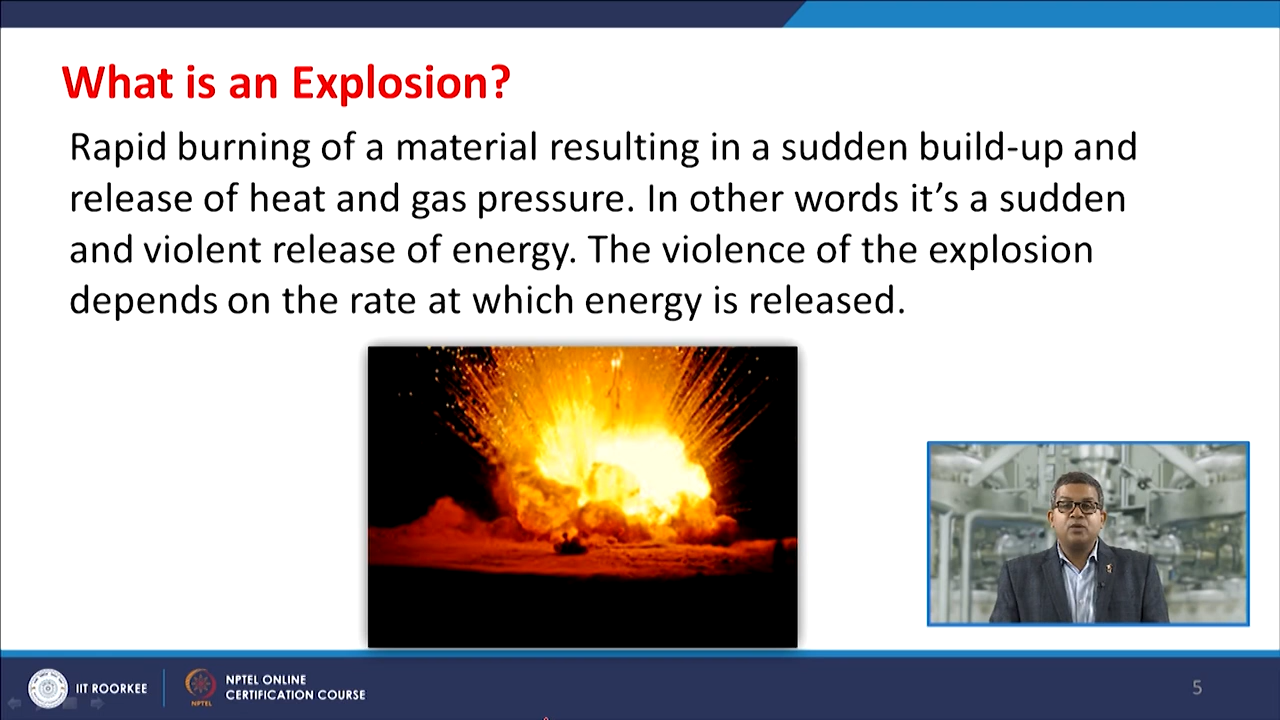 What is an Explosion?
Rapid burning of a material resulting in a sudden build-up and
release of heat and gas pressure. In other words it’s a sudden
and violent release of energy. The violence of the explosion
depends on the rate at which energy is released.
IIT ROORKEE
NPTEL
NPTEL ONLINE
CERTIFICATION COURSE
5